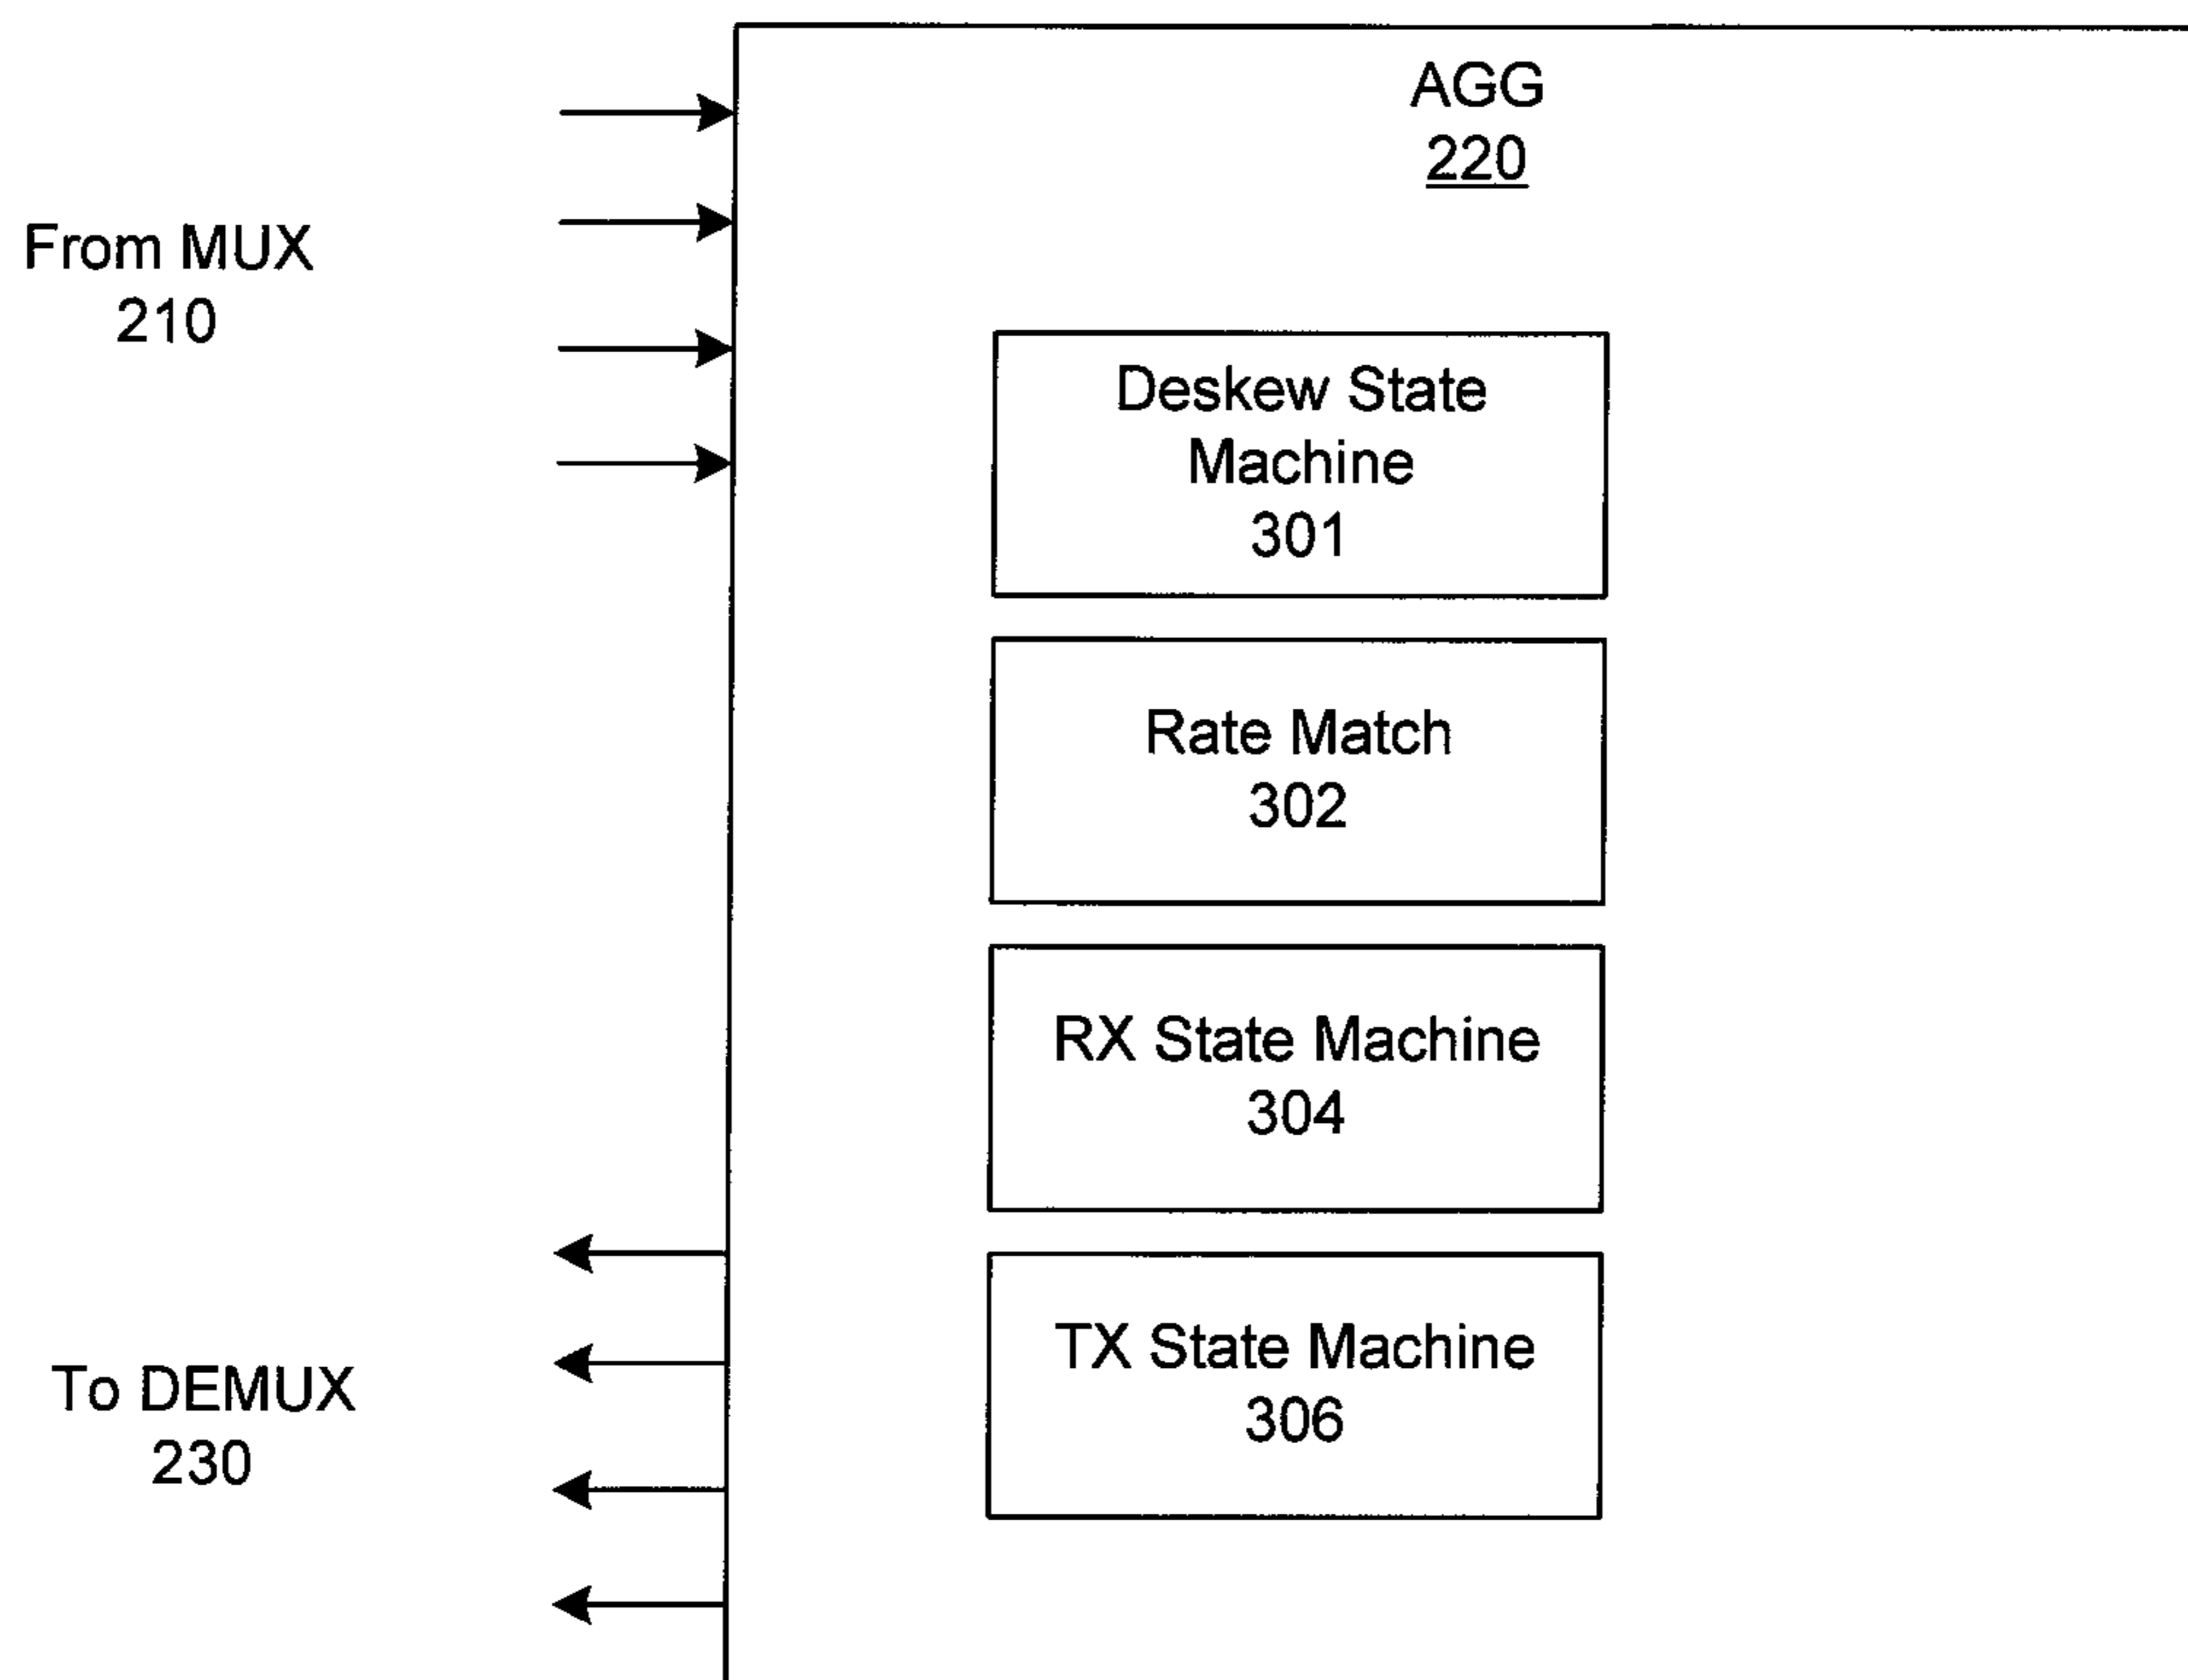 AGG
220
From MUX
210
Deskew State
Machine
301
Rate Match
302
RX State Machine
304
TX State Machine
306
To DEMUX
230